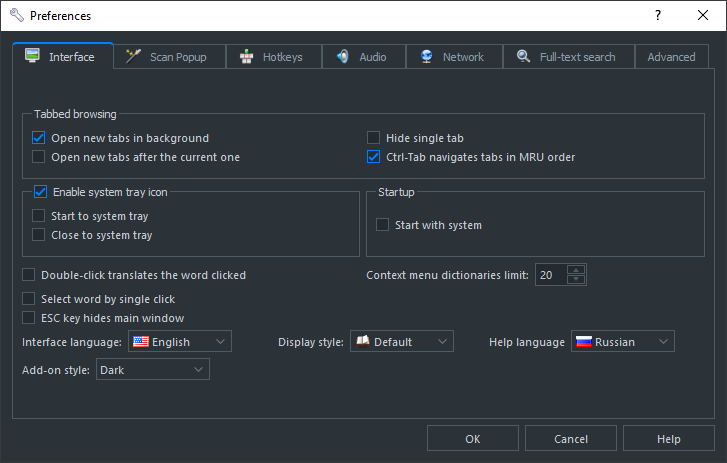 Preferences
?
Interface Scan Popup Hotkeys Audio Network Full-text search Advanced
Tabbed browsing
Open new tabs in background Hide single tab
Open new tabs after the current one Ctrl-Tab navigates tabs in MRU order
Enable system tray icon Startup
Start to system tray
Start with system
Close to system tray
Double-click translates the word clicked Context menu dictionaries limit: 20
Select word by single click
ESC key hides main window
Interface language: English Display style: Default Help language Russian
Add-on style: Dark
OK Cancel Help